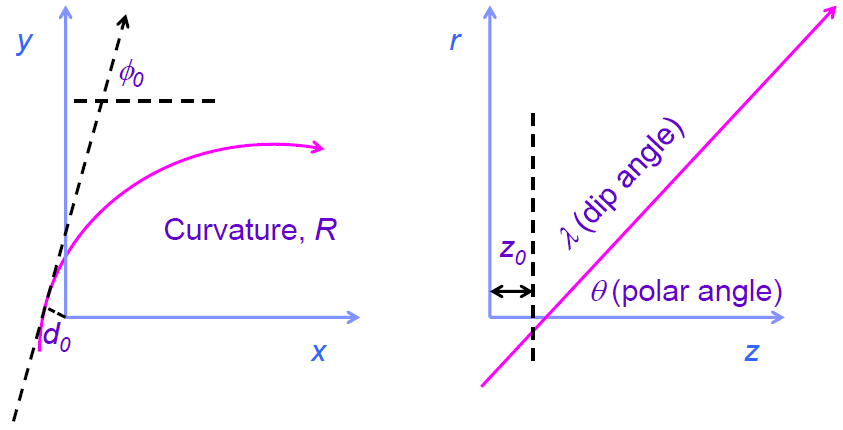 y
ϕ0
Curvature, R
d0
x
r
λ (dip angle)
z0
θ (polar angle)
z